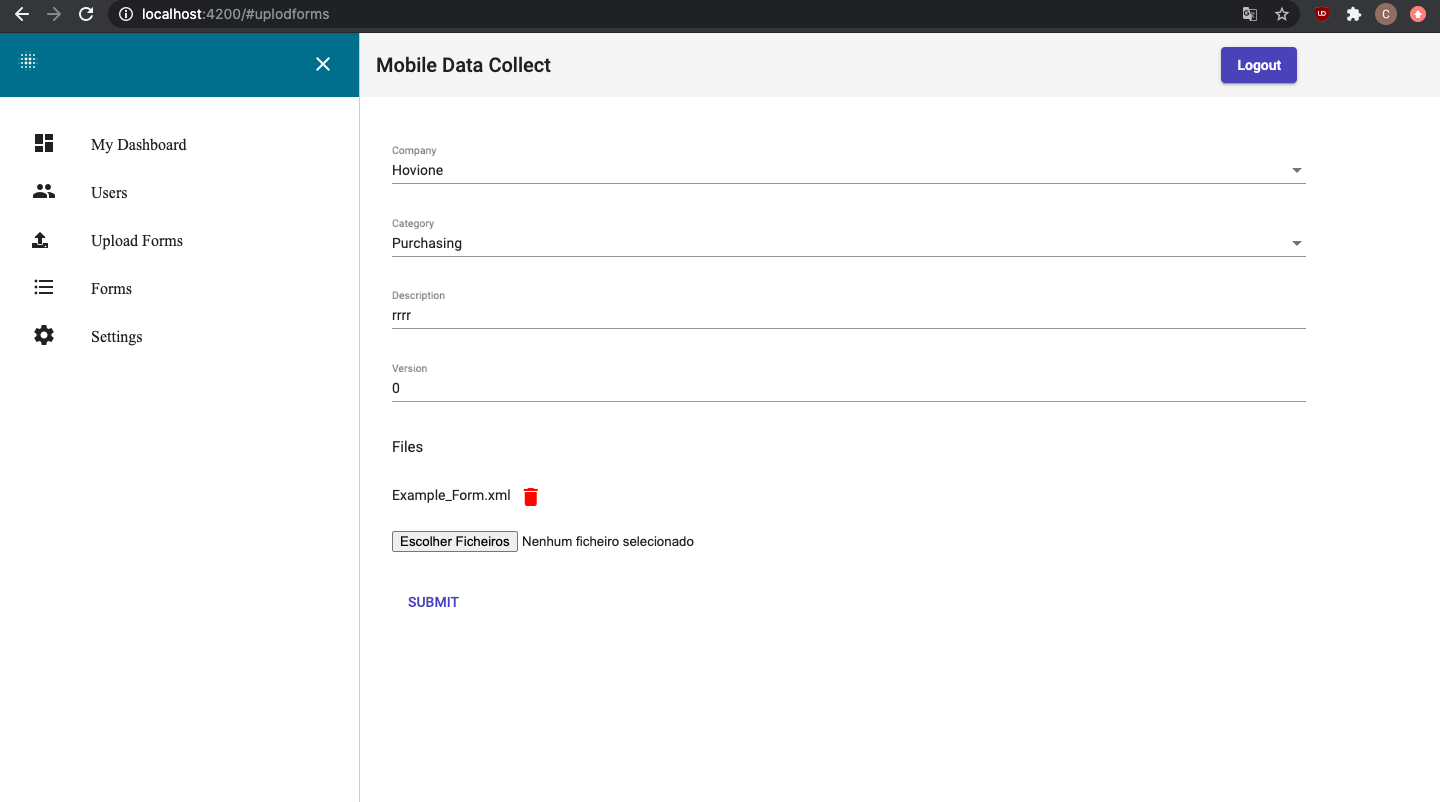 localhost:4200/#uplodforms
C
Mobile Data Collect
Logout
My Dashboard
Users
Upload Forms
Forms
Settings
Company
Hovione
Category
Purchasing
Description
rrrr
Version
0
Files
Example_Form.xml
Escolher Ficheiros Nenhum ficheiro selecionado
SUBMIT